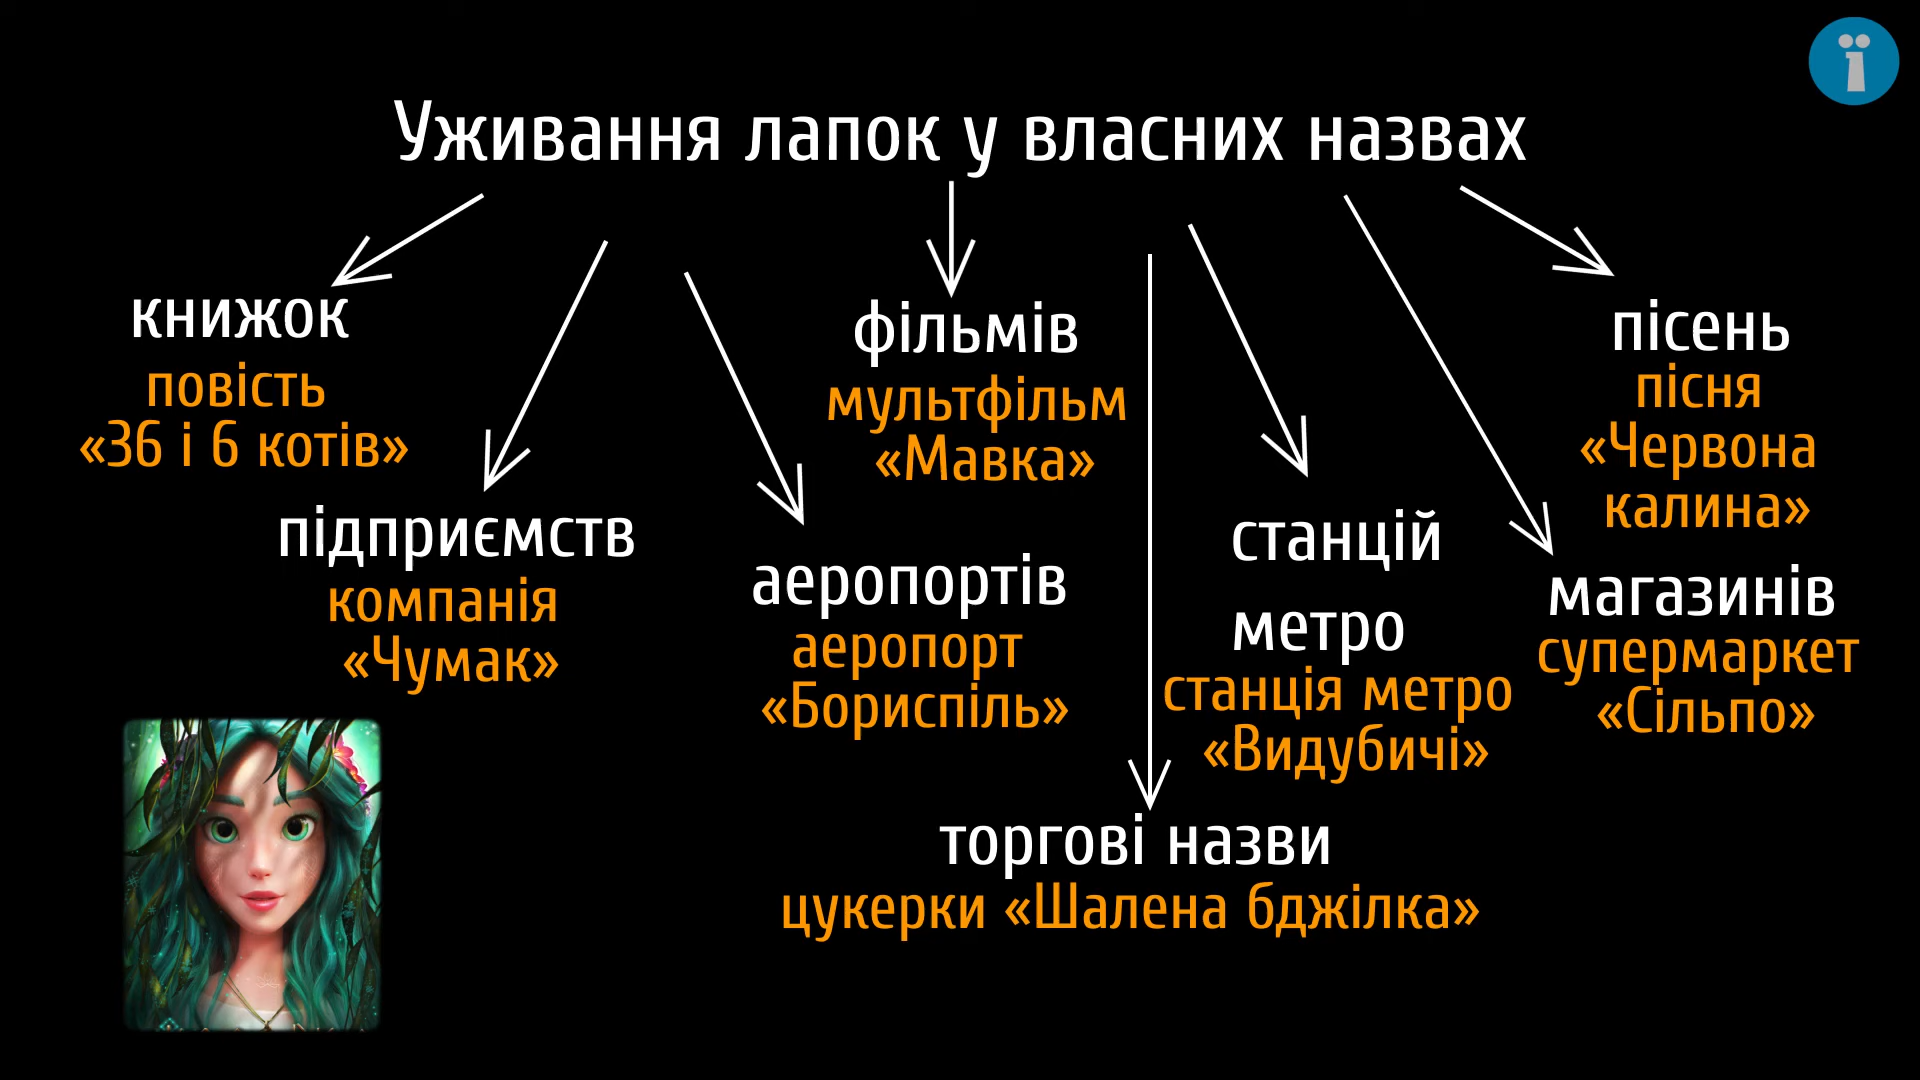 Уживання лапок у власних назвах
книжок
повість
«36 і 6 котів»
підприємств
компанія
«Чумак»
аеропортів
аеропорт
«Бориспіль»
фільмів
мультфільм
«Мавка»
торгові назви
цукерки «Шалена бджілка»
станцій
метро
станція метро
«Видубичі»
магазинів
супермаркет
«Сільпо»
пісень
пісня
«Червона
калина»
ї